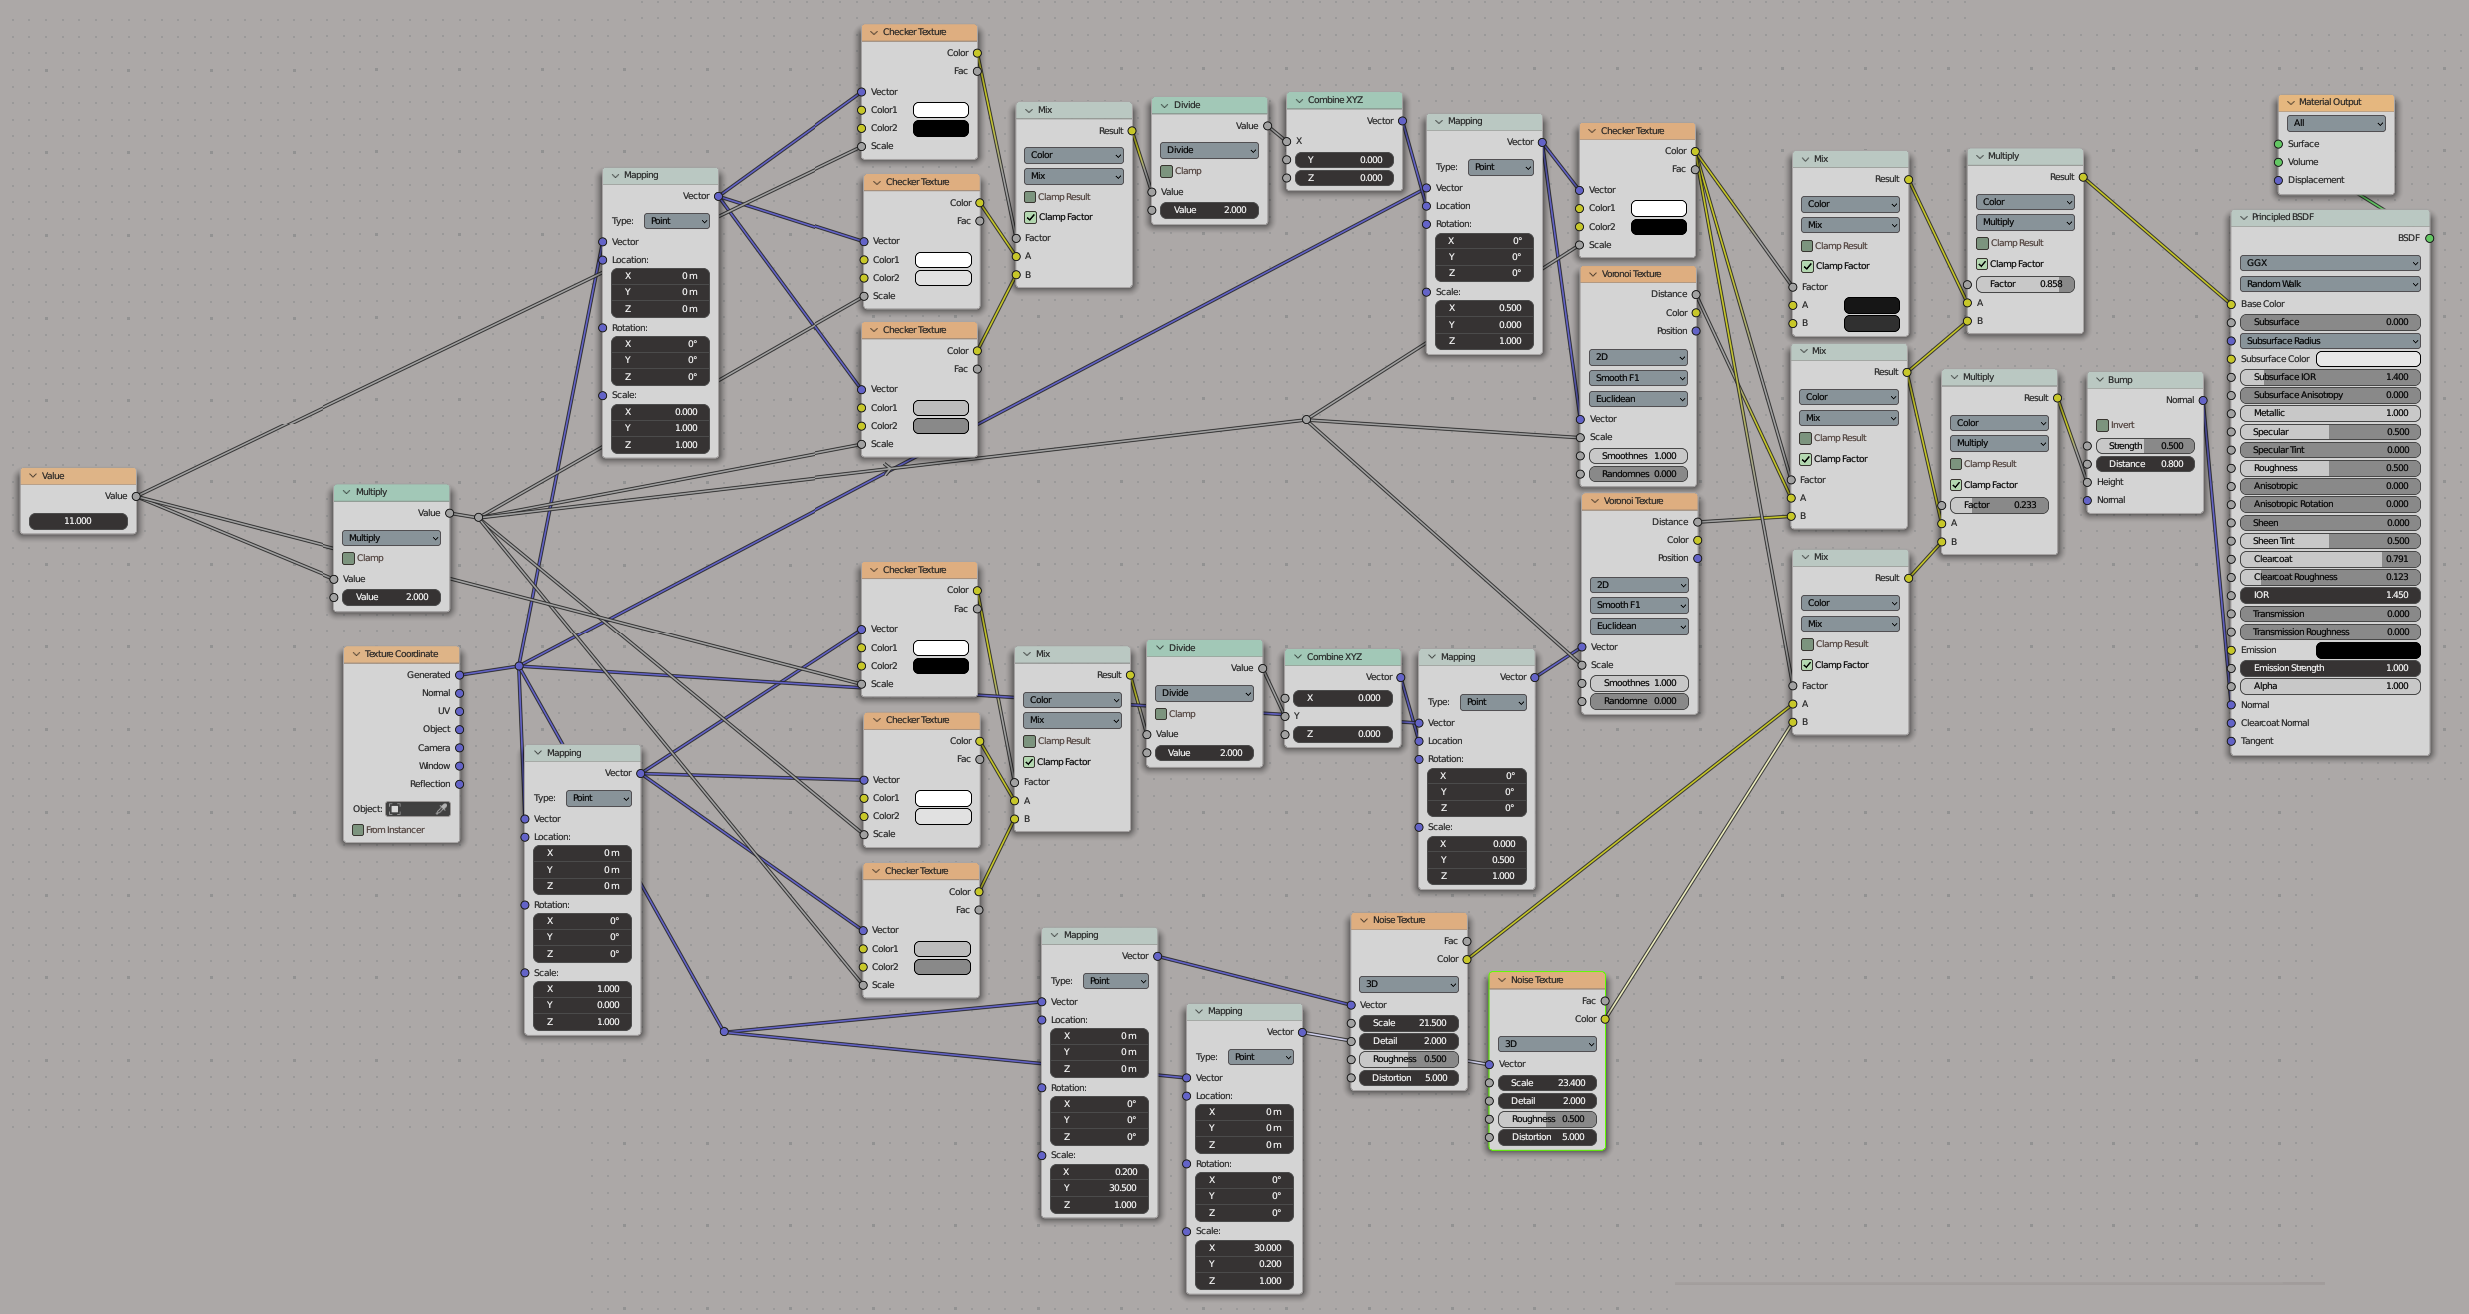 Value
Value
11.000
Multiply
Value
Multiply
Clamp
Value
Value 2.000
Texture Coordinate
Generated
Normal
UV
Object
Camera
Window
Reflection
Object:
From Instancer
Mapping
Vector
Type: Point
Vector
Location:
X 0 m
Y 0 m
Z 0 m
Rotation:
X 0°
Y 0°
Z 0°
Scale:
X 0.000
Y 1.000
Z 1.000
Mapping
Vector
Type: Point
Vector
Location:
X 0 m
Y 0 m
Z 0 m
Rotation:
X 0°
Y 0°
Z 0°
Scale:
X 1.000
Y 0.000
Z 1.000
Checker Texture
Color
Fac
Vector
Color1
Color2
Scale
Checker Texture
Color
Fac
Vector
Color1
Color2
Scale
Checker Texture
Color
Fac
Vector
Color1
Color2
Scale
Checker Texture
Color
Fac
Vector
Color1
Color2
Scale
Checker Texture
Color
Fac
Vector
Color1
Color2
Scale
Checker Texture
Color
Fac
Vector
Color1
Color2
Scale
Mix
Result
Color
Mix
Clamp Result
Clamp Factor
Factor
A
B
Divide
Value
Divide
Clamp
Value
Value 2.000
Combine XYZ
Vector
X
Y 0.000
Z 0.000
Mapping
Vector
Type: Point
Vector
Location
Rotation:
X 0°
Y 0°
Z 0°
Scale:
X 0.500
Y 0.000
Z 1.000
Mix
Result
Color
Mix
Clamp Result
Clamp Factor
Factor
A
B
Divide
Value
Divide
Clamp
Value
Value 2.000
Combine XYZ
Vector
X 0.000
Y
Z 0.000
Mapping
Vector
Type: Point
Vector
Location
Rotation:
X 0°
Y 0°
Z 0°
Scale:
X 0.000
Y 0.500
Z 1.000
Mapping
Vector
Type: Point
Vector
Location:
X 0 m
Y 0 m
Z 0 m
Rotation:
X 0°
Y 0°
Z 0°
Scale:
X 0.200
Y 30.500
Z 1.000
Mapping
Vector
Type: Point
Vector
Location:
X 0 m
Y 0 m
Z 0 m
Rotation:
X 0°
Y 0°
Z 0°
Scale:
X 30.000
Y 0.200
Z 1.000
Noise Texture
Fac
Color
3D
Vector
Scale 21.500
Detail 2.000
Roughness 0.500
Distortion 5.000
Noise Texture
Fac
Color
3D
Vector
Scale 23.400
Detail 2.000
Roughness 0.500
Distortion 5.000
Checker Texture
Color
Fac
Vector
Color1
Color2
Scale
Voronoi Texture
Distance
Color
Position
2D
Smooth F1
Euclidean
Vector
Scale
Smoothnes 1.000
Randomnes 0.000
Voronoi Texture
Distance
Color
Position
2D
Smooth F1
Euclidean
Vector
Scale
Smoothnes 1.000
Randomne 0.000
Mix
Result
Color
Mix
Clamp Result
Clamp Factor
Factor
A
B
Mix
Result
Color
Mix
Clamp Result
Clamp Factor
Factor
A
B
Mix
Result
Color
Mix
Clamp Result
Clamp Factor
Factor
A
B
Multiply
Result
Color
Multiply
Clamp Result
Clamp Factor
Factor 0.858
A
B
Multiply
Result
Color
Multiply
Clamp Result
Clamp Factor
Factor 0.233
A
B
Bump
Normal
Invert
Strength 0.500
Distance 0.800
Height
Normal
Material Output
All
Surface
Volume
Displacement
Principled BSDF
BSDF
GGX
Random Walk
Base Color
Subsurface 0.000
Subsurface Radius
Subsurface Color
Subsurface IOR 1.400
Subsurface Anisotropy 0.000
Metallic 1.000
Specular 0.500
Specular Tint 0.000
Roughness 0.500
Anisotropic 0.000
Anisotropic Rotation 0.000
Sheen 0.000
Sheen Tint 0.500
Clearcoat 0.791
Clearcoat Roughness 0.123
IOR 1.450
Transmission 0.000
Transmission Roughness 0.000
Emission
Emission Strength 1.000
Alpha 1.000
Normal
Clearcoat Normal
Tangent